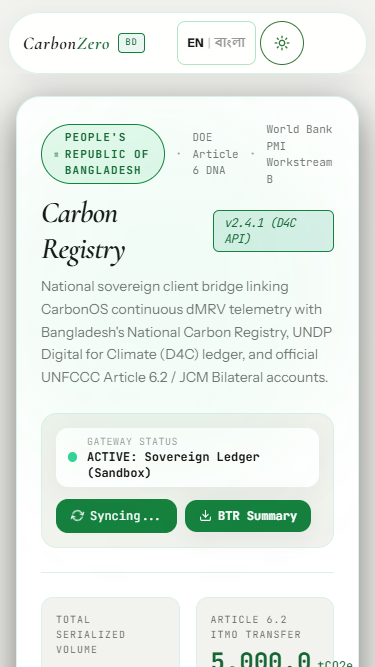 CarbonZero BD EN | বাংলা
PEOPLE'S
REPUBLIC OF
BANGLADESH
· DOE
Article
6 DNA
· World Bank
PMI
Workstream
B
Carbon
Registry
v2.4.1 (D4C
API)
National sovereign client bridge linking
CarbonOS continuous dMRV telemetry with
Bangladesh's National Carbon Registry, UNDP
Digital for Climate (D4C) ledger, and official
UNFCCC Article 6.2 / JCM Bilateral accounts.
GATEWAY STATUS
ACTIVE: Sovereign Ledger
(Sandbox)
Syncing...
BTR Summary
TOTAL
SERIALIZED
VOLUME
ARTICLE 6.2
ITMO TRANSFER
5,000.0 tCO2e